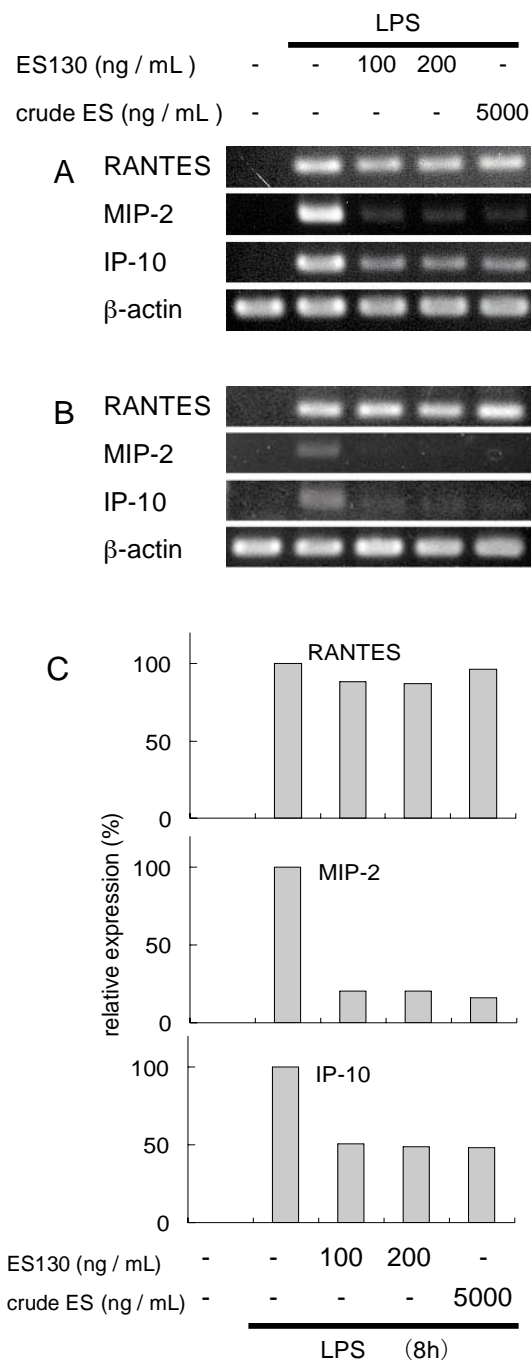 LPS
ES130 (ng / mL ) - - 100 200 -
crude ES (ng / mL ) - - - - 5000
A RANTES
MIP-2
IP-10
β-actin
B RANTES
MIP-2
IP-10
β-actin
C
RANTES
100
50
0
relative expression (%)
MIP-2
100
50
0
IP-10
100
50
0
ES130 (ng / mL) - - 100 200 -
crude ES (ng / mL) - - - - 5000
LPS (8h)